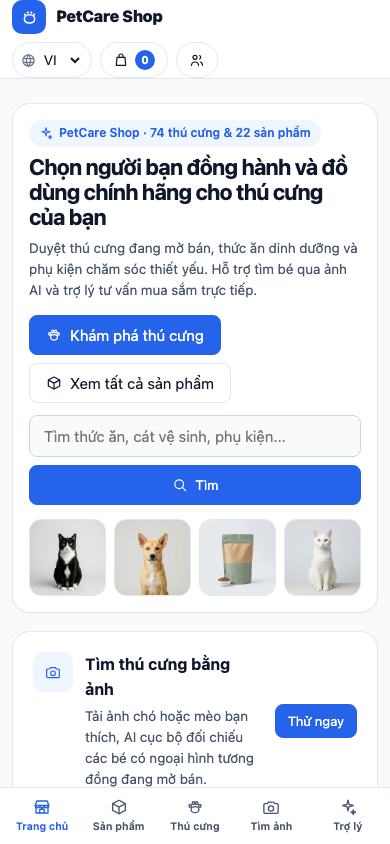 PetCare Shop
VI
0
PetCare Shop · 74 thú cưng & 22 sản phẩm
Chọn người bạn đồng hành và đồ
dùng chính hãng cho thú cưng
của bạn
Duyệt thú cưng đang mở bán, thức ăn dinh dưỡng và
phụ kiện chăm sóc thiết yếu. Hỗ trợ tìm bé qua ảnh
AI và trợ lý tư vấn mua sắm trực tiếp.
Khám phá thú cưng
Xem tất cả sản phẩm
Tìm thức ăn, cát vệ sinh, phụ kiện...
Tìm
Tìm thú cưng bằng
ảnh
Tải ảnh chó hoặc mèo bạn
thích, AI cục bộ đối chiếu
các bé có ngoại hình tương
đồng đang mở bán.
Thử ngay
Trang chủ
Sản phẩm
Thú cưng
Tìm ảnh
Trợ lý